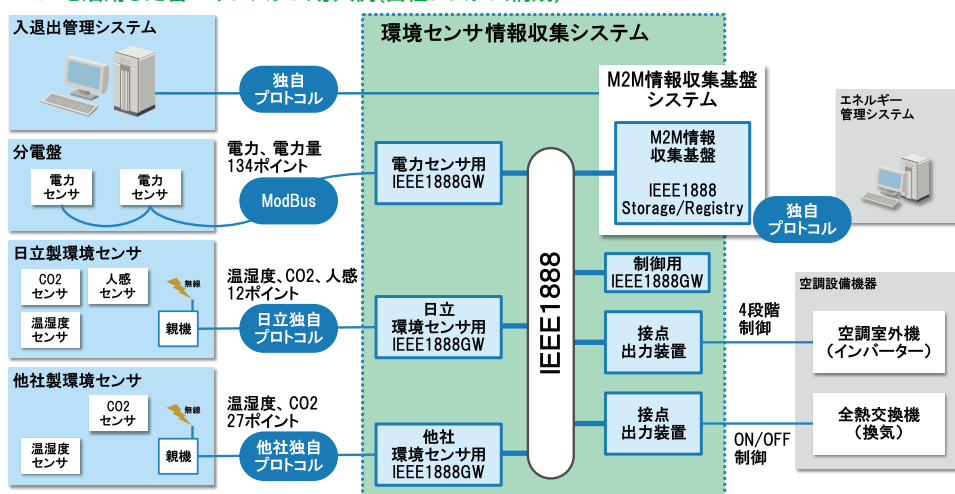 入退出管理システム
独自
プロトコル
環境センサ情報収集システム
M2M情報収集基盤
システム
M2M情報
収集基盤
IEEE1888
Storage/Registry
エネルギー
管理システム
独自
プロトコル
分電盤
電力
センサ
電力
センサ
電力、電力量
134ポイント
ModBus
電力センサ用
IEEE1888GW
IEEE1888
日立製環境センサ
CO2
センサ
人感
センサ
無線
温湿度
センサ
親機
温湿度、CO2、人感
12ポイント
日立独自
プロトコル
日立
環境センサ用
IEEE1888GW
制御用
IEEE1888GW
接点
出力装置
4段階
制御
空調設備機器
空調室外機
(インバーター)
他社製環境センサ
CO2
センサ
無線
温湿度
センサ
親機
温湿度、CO2
27ポイント
他社独自
プロトコル
他社
環境センサ用
IEEE1888GW
接点
出力装置
ON/OFF
制御
全熱交換機
(換気)